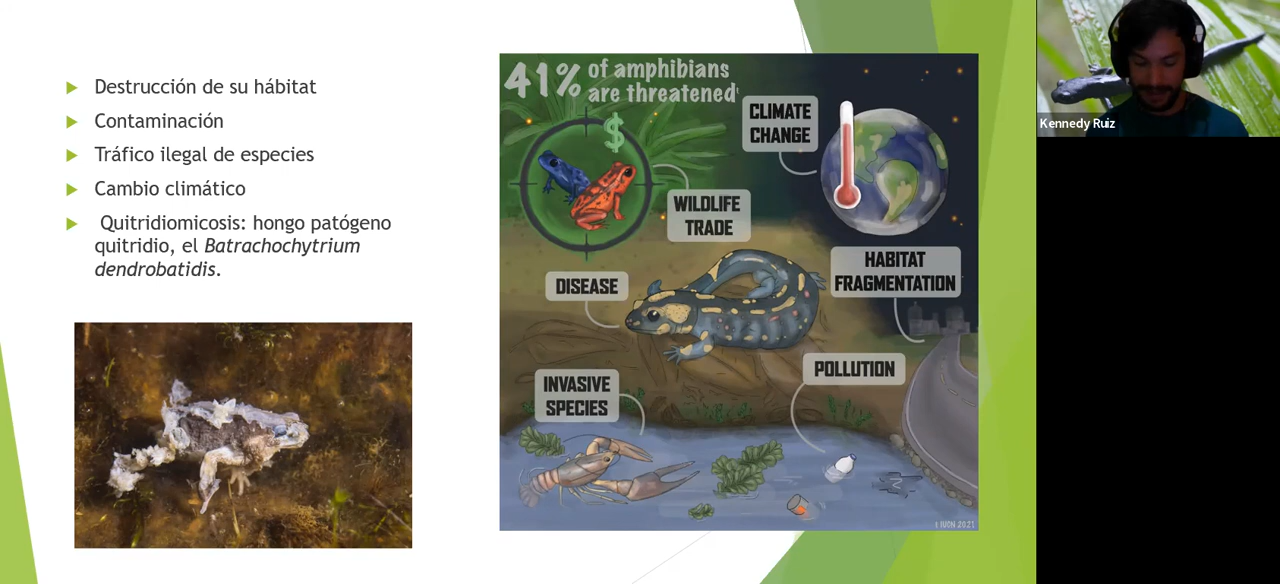 Destrucción de su hábitat
Contaminación
Tráfico ilegal de especies
Cambio climático
Quitridiomicosis: hongo patógeno
quitridio, el Batrachochytrium
dendrobatidis.
41% of amphibians
are threatened
$
CLIMATE
CHANGE
WILDLIFE
TRADE
DISEASE
HABITAT
FRAGMENTATION
POLLUTION
INVASIVE
SPECIES
2021
Kennedy Ruiz